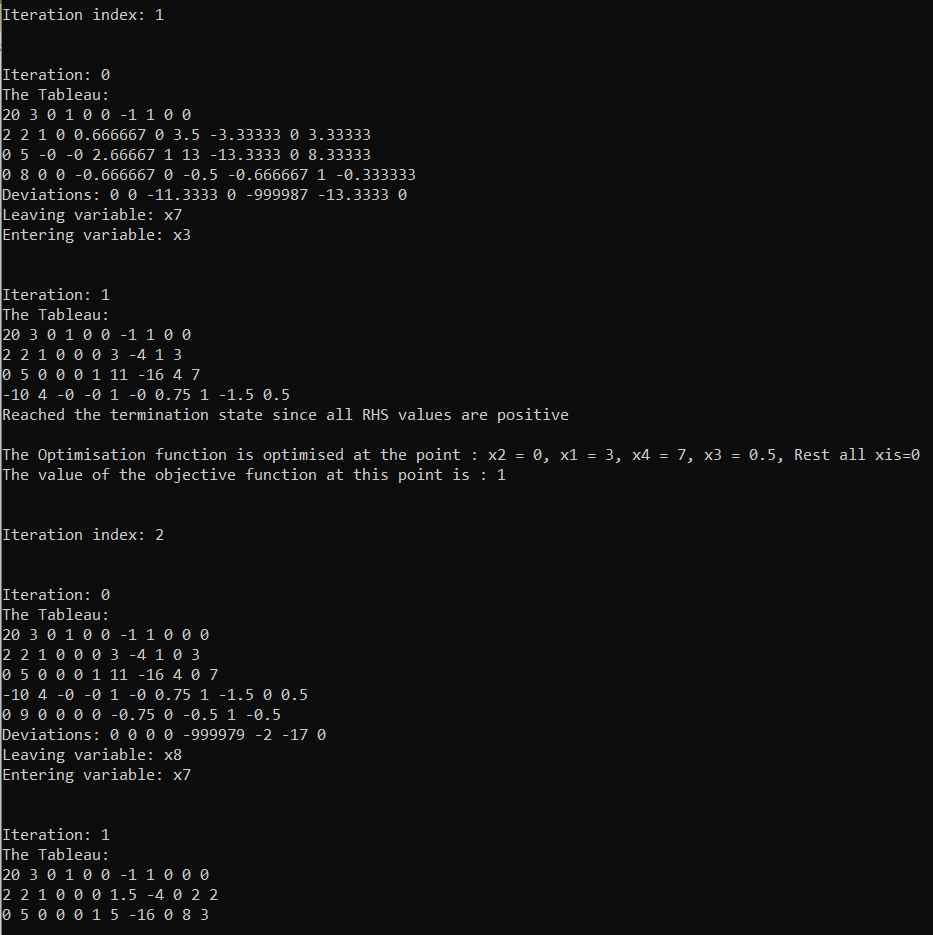 Iteration index: 1
Iteration: 0
The Tableau:
20 3 0 1 0 0 -1 1 0 0
2 2 1 0 0.666667 0 3.5 -3.33333 0 3.33333
0 5 -0 -0 2.66667 1 13 -13.3333 0 8.33333
0 8 0 0 -0.666667 0 -0.5 -0.666667 1 -0.333333
Deviations: 0 0 -11.3333 0 -999987 -13.3333 0
Leaving variable: x7
Entering variable: x3
Iteration: 1
The Tableau:
20 3 0 1 0 0 -1 1 0 0
2 2 1 0 0 0 3 -4 1 3
0 5 0 0 0 1 11 -16 4 7
-10 4 -0 -0 1 -0 0.75 1 -1.5 0.5
Reached the termination state since all RHS values are positive
The Optimisation function is optimised at the point : x2 = 0, x1 = 3, x4 = 7, x3 = 0.5, Rest all xis=0
The value of the objective function at this point is : 1
Iteration index: 2
Iteration: 0
The Tableau:
20 3 0 1 0 0 -1 1 0 0 0
2 2 1 0 0 0 3 -4 1 0 3
0 5 0 0 0 1 11 -16 4 0 7
-10 4 -0 -0 1 -0 0.75 1 -1.5 0 0.5
0 9 0 0 0 0 -0.75 0 -0.5 1 -0.5
Deviations: 0 0 0 0 -999979 -2 -17 0
Leaving variable: x8
Entering variable: x7
Iteration: 1
The Tableau:
20 3 0 1 0 0 -1 1 0 0 0
2 2 1 0 0 0 1.5 -4 0 2 2
0 5 0 0 0 1 5 -16 0 8 3